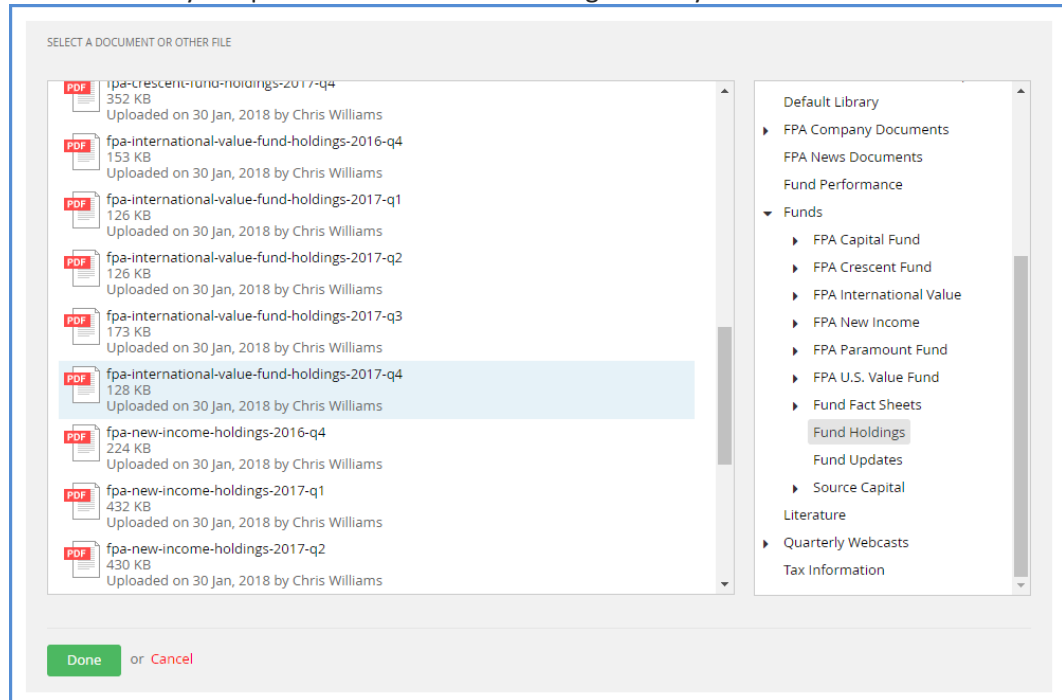 SELECT A DOCUMENT OR OTHER FILE
PDF
fpa-crescent-fund-holdings-2017-q4
352 KB
Uploaded on 30 Jan, 2018 by Chris Williams
PDF
fpa-international-value-fund-holdings-2016-q4
153 KB
Uploaded on 30 Jan, 2018 by Chris Williams
PDF
fpa-international-value-fund-holdings-2017-q1
126 KB
Uploaded on 30 Jan, 2018 by Chris Williams
PDF
fpa-international-value-fund-holdings-2017-q2
126 KB
Uploaded on 30 Jan, 2018 by Chris Williams
PDF
fpa-international-value-fund-holdings-2017-q3
173 KB
Uploaded on 30 Jan, 2018 by Chris Williams
PDF
fpa-international-value-fund-holdings-2017-q4
128 KB
Uploaded on 30 Jan, 2018 by Chris Williams
PDF
fpa-new-income-holdings-2016-q4
224 KB
Uploaded on 30 Jan, 2018 by Chris Williams
PDF
fpa-new-income-holdings-2017-q1
432 KB
Uploaded on 30 Jan, 2018 by Chris Williams
PDF
fpa-new-income-holdings-2017-q2
430 KB
Uploaded on 30 Jan, 2018 by Chris Williams
Default Library
FPA Company Documents
FPA News Documents
Fund Performance
Funds
FPA Capital Fund
FPA Crescent Fund
FPA International Value
FPA New Income
FPA Paramount Fund
FPA U.S. Value Fund
Fund Fact Sheets
Fund Holdings
Fund Updates
Source Capital
Literature
Quarterly Webcasts
Tax Information
Done or Cancel